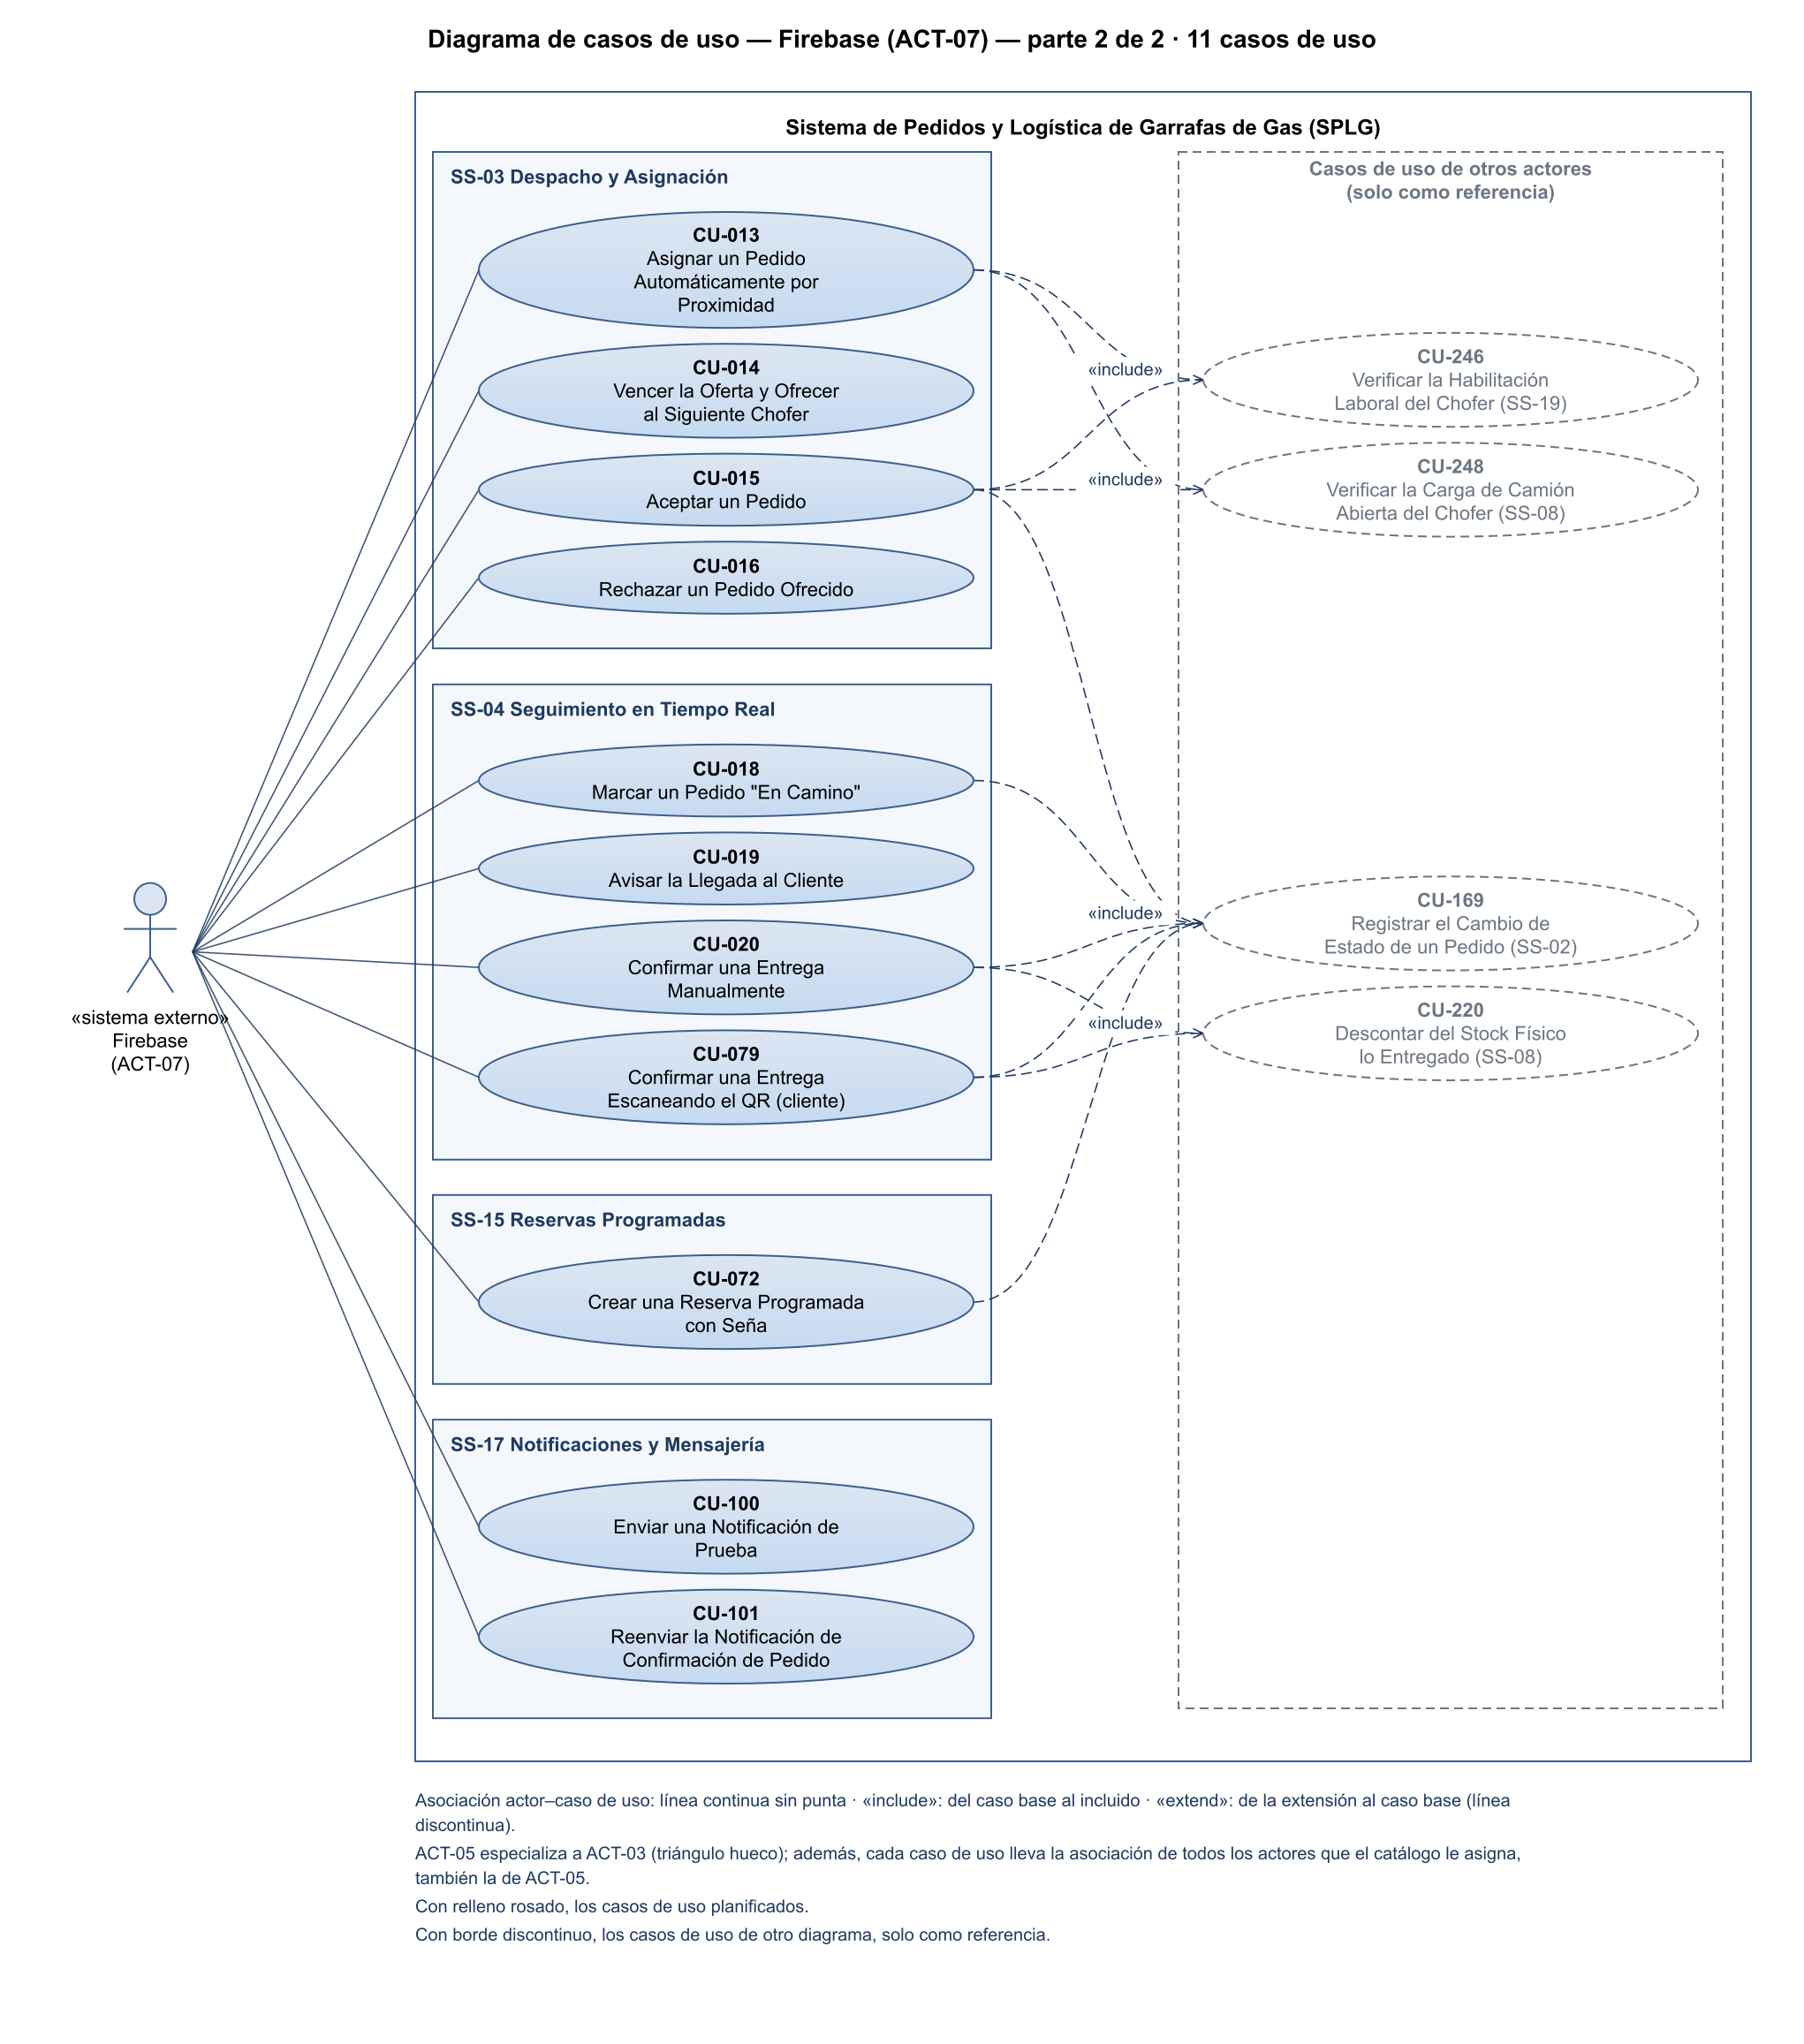 Diagrama de casos de uso — Firebase (ACT-07) — parte 2 de 2 · 11 casos de uso
Sistema de Pedidos y Logística de Garrafas de Gas (SPLG)
SS-03 Despacho y Asignación
CU-013
Asignar un Pedido
Automáticamente por
Proximidad
CU-014
Vencer la Oferta y Ofrecer
al Siguiente Chofer
CU-015
Aceptar un Pedido
CU-016
Rechazar un Pedido Ofrecido
SS-04 Seguimiento en Tiempo Real
CU-018
Marcar un Pedido "En Camino"
CU-019
Avisar la Llegada al Cliente
CU-020
Confirmar una Entrega
Manualmente
CU-079
Confirmar una Entrega
Escaneando el QR (cliente)
SS-15 Reservas Programadas
CU-072
Crear una Reserva Programada
con Seña
SS-17 Notificaciones y Mensajería
CU-100
Enviar una Notificación de
Prueba
CU-101
Reenviar la Notificación de
Confirmación de Pedido
«sistema externo»
Firebase
(ACT-07)
«include»
«include»
«include»
«include»
Casos de uso de otros actores
(solo como referencia)
CU-246
Verificar la Habilitación
Laboral del Chofer (SS-19)
CU-248
Verificar la Carga de Camión
Abierta del Chofer (SS-08)
CU-169
Registrar el Cambio de
Estado de un Pedido (SS-02)
CU-220
Descontar del Stock Físico
lo Entregado (SS-08)
Asociación actor–caso de uso: línea continua sin punta · «include»: del caso base al incluido · «extend»: de la extensión al caso base (línea
discontinua).
ACT-05 especializa a ACT-03 (triángulo hueco); además, cada caso de uso lleva la asociación de todos los actores que el catálogo le asigna,
también la de ACT-05.
Con relleno rosado, los casos de uso planificados.
Con borde discontinuo, los casos de uso de otro diagrama, solo como referencia.